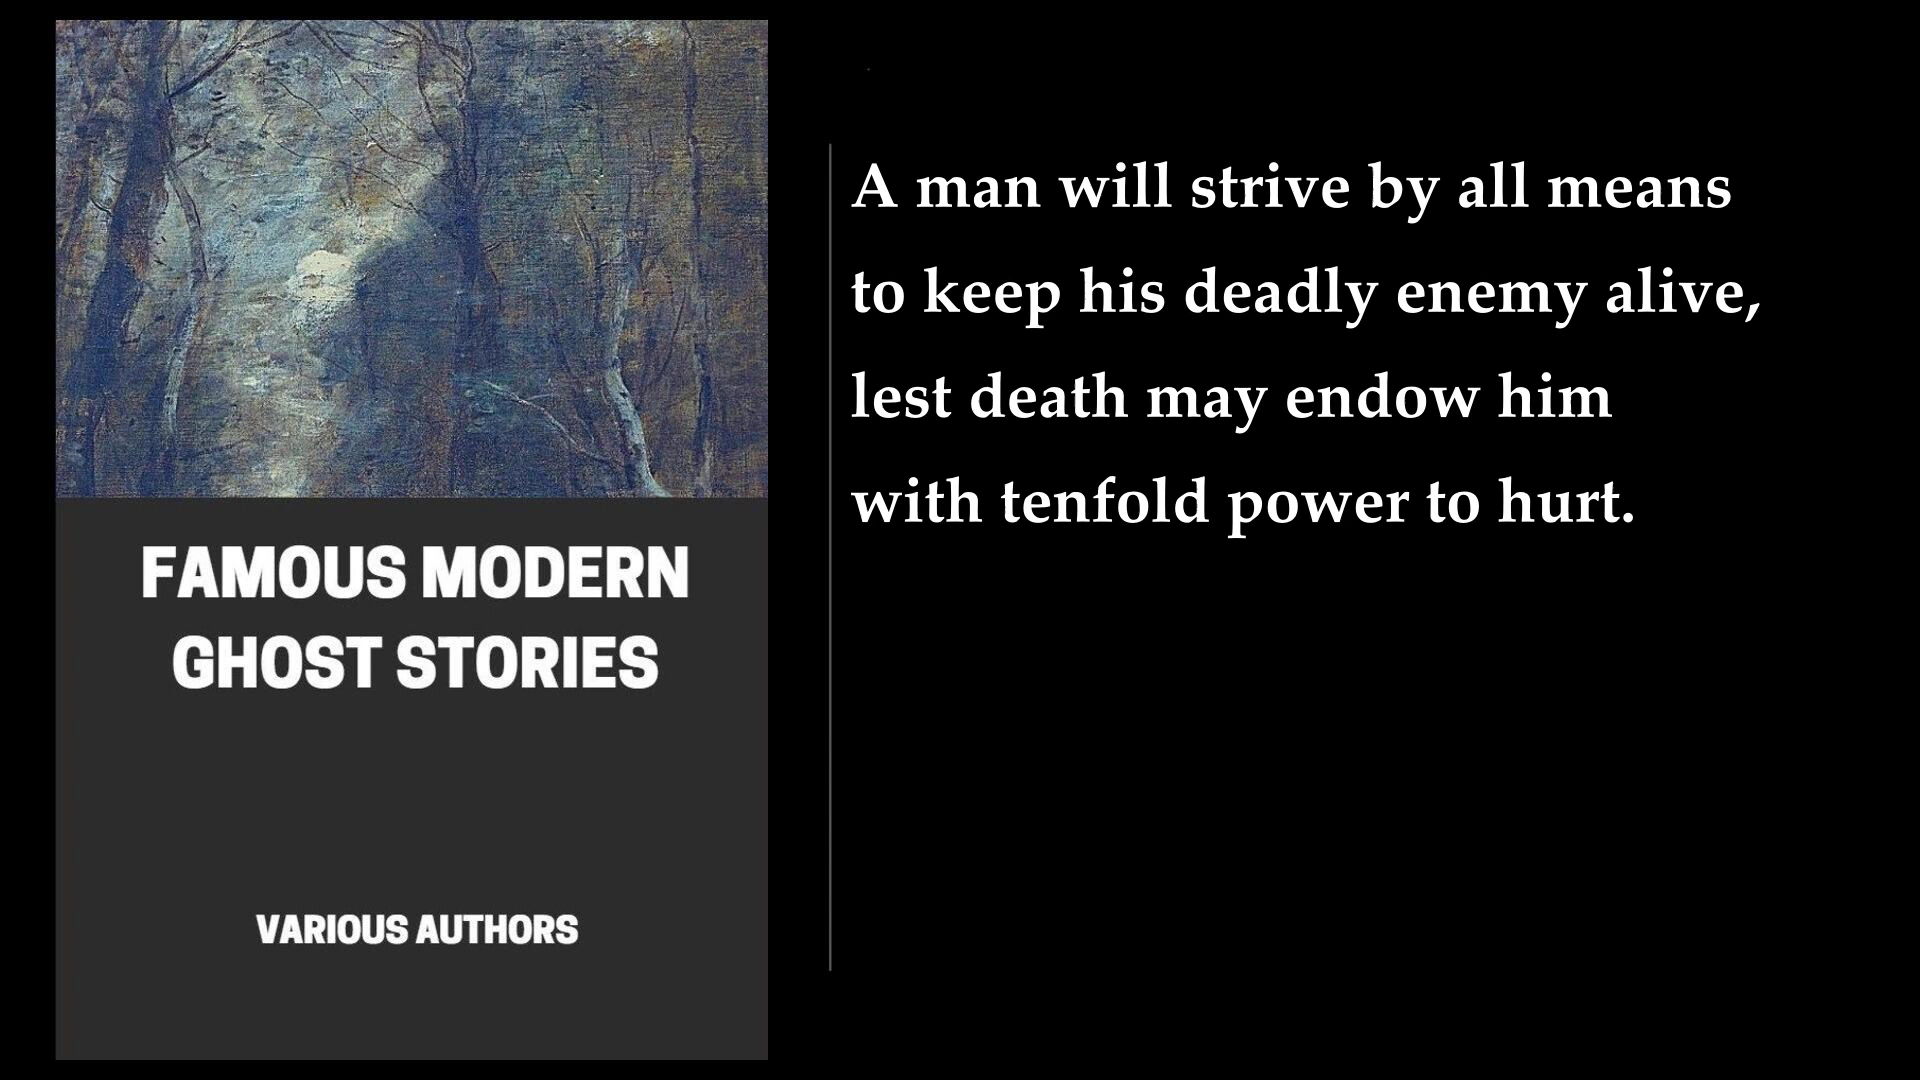 FAMOUS MODERN
GHOST STORIES
VARIOUS AUTHORS
A man will strive by all means
to keep his deadly enemy alive,
lest death may endow him
with tenfold power to hurt.